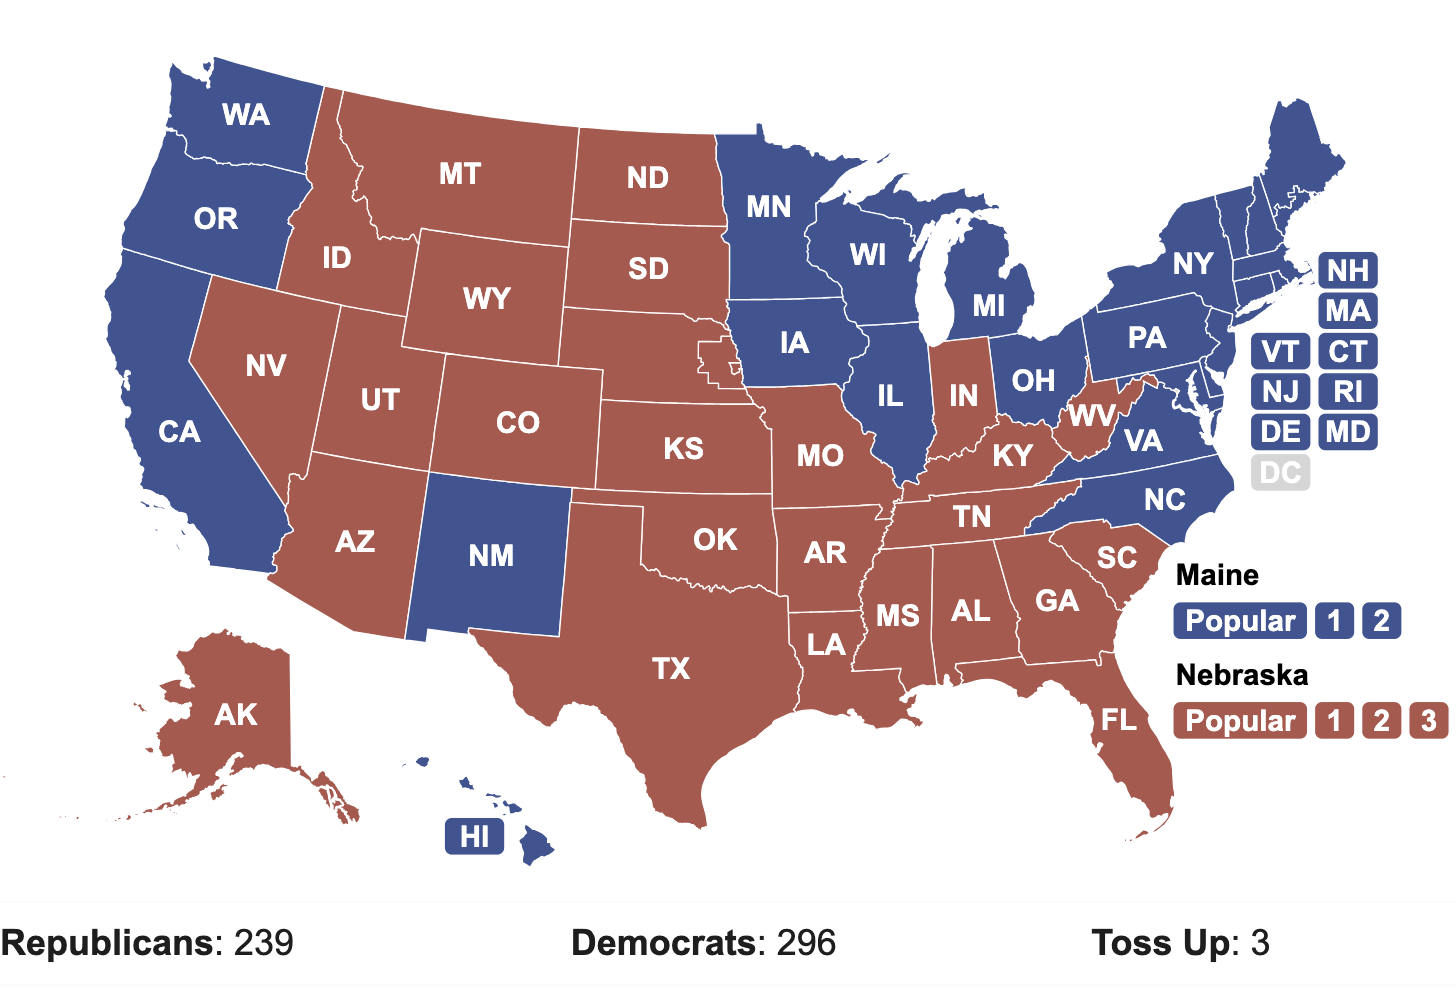 WA
MT
ND
MN
OR
ID
SD
WI
NY
NH
WY
MI
MA
IA
PA
VT
CT
NV
UT
CO
IL
IN
OH
NJ
RI
CA
KS
MO
KY
WV
VA
DE
MD
DC
AZ
NM
OK
AR
TN
NC
SC
MS
AL
GA
Maine
Popular 1 2
TX
LA
Nebraska
Popular 1 2 3
AK
FL
HI
Republicans: 239
Democrats: 296
Toss Up: 3